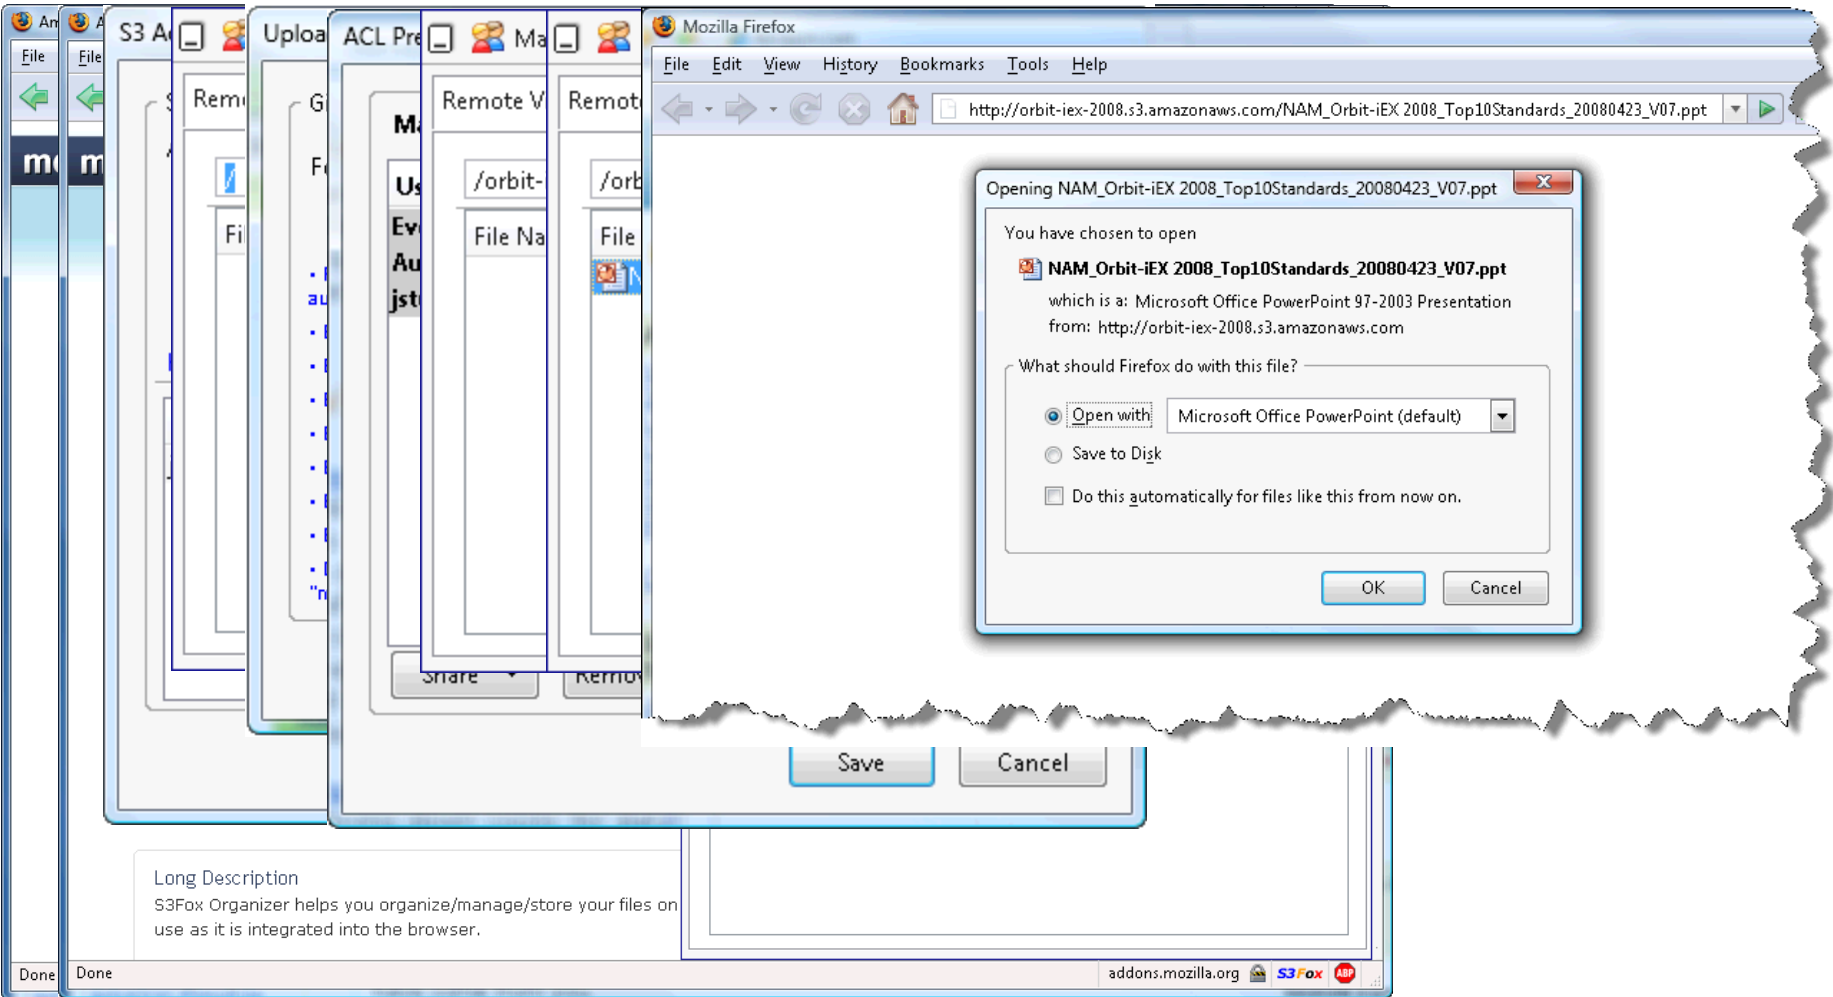 Mozilla Firefox
File Edit View History Bookmarks Tools Help
http://orbit-iex-2008.s3.amazonaws.com/NAM_Orbit-iEX 2008_Top10Standards_20080423_V07.ppt
Opening NAM_Orbit-iEX 2008_Top10Standards_20080423_V07.ppt
You have chosen to open
NAM_Orbit-iEX 2008_Top10Standards_20080423_V07.ppt
which is a: Microsoft Office PowerPoint 97-2003 Presentation
from: http://orbit-iex-2008.s3.amazonaws.com
What should Firefox do with this file?
Open with Microsoft Office PowerPoint (default)
Save to Disk
Do this automatically for files like this from now on.
OK Cancel
File
File
S3
Remote V
/orbit-
/orb
File Na
File
ACL Pre
Share
Save Cancel
Long Description
S3Fox Organizer helps you organize/manage/store your files on
use as it is integrated into the browser.
Done
Done
addons.mozilla.org S3Fox ABP